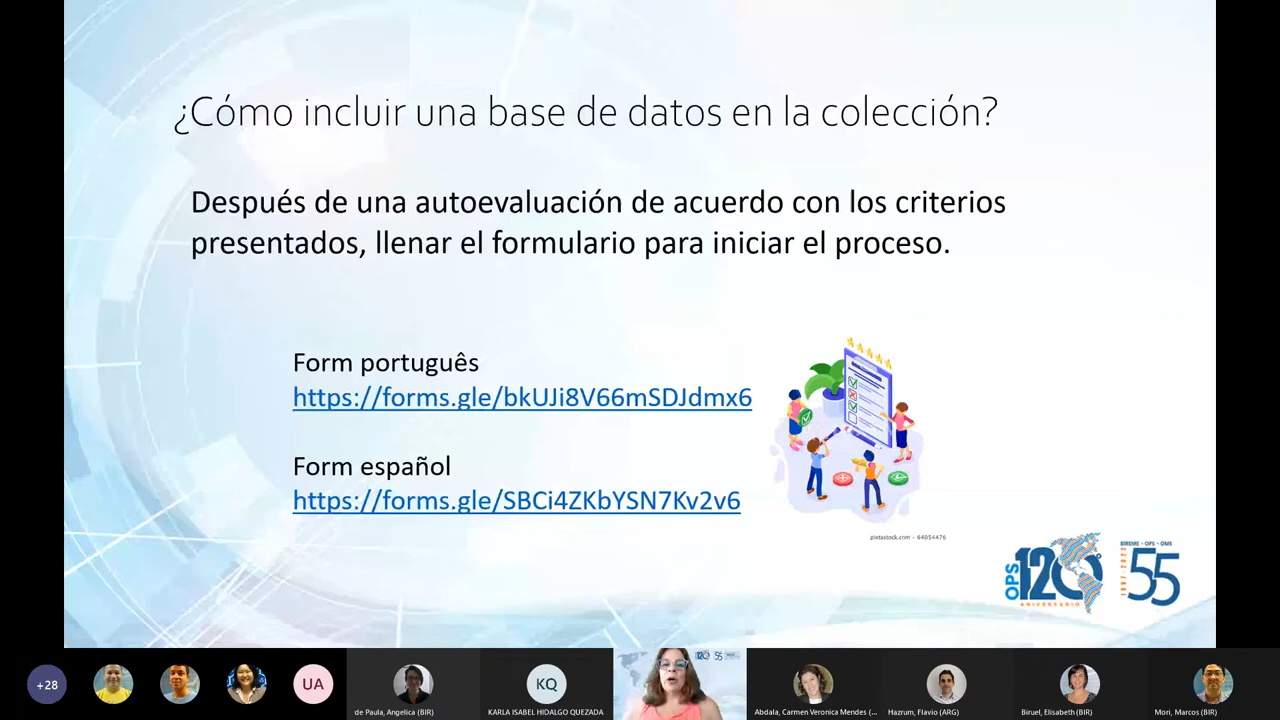 ¿Cómo incluir una base de datos en la colección?
Después de una autoevaluación de acuerdo con los criterios
presentados, llenar el formulario para iniciar el proceso.
Form português
https://forms.gle/bkUJi8V66mSDJdmx6
Form español
https://forms.gle/SBCi4ZKbYSN7Kv2v6
pixtastock.com - 64054476
OPS 120
ANIVERSARIO
BIREME • OPS • OMS
55
+28
UA
KQ
120 55
de Paula, Angelica (BIR)
KARLA ISABEL HIDALGO QUEZADA
Abdala, Carmen Veronica Mendes (...
Hazrum, Flavio (ARG)
Biruel, Elisabeth (BIR)
Mori, Marcos (BIR)